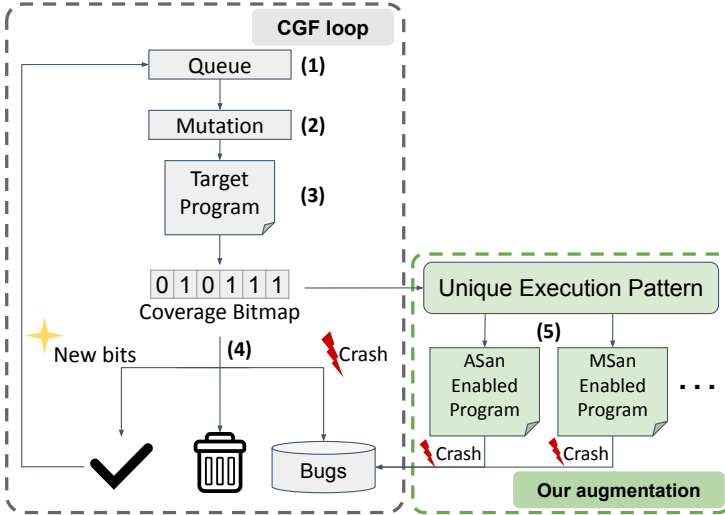 CGF loop
Queue
(1)
Mutation
(2)
Target
Program
(3)
0 1 0 1 1 1
Coverage Bitmap
Unique Execution Pattern
(4)
(5)
New bits
Crash
ASan
Enabled
Program
MSan
Enabled
Program
...
Crash
Crash
Bugs
Our augmentation